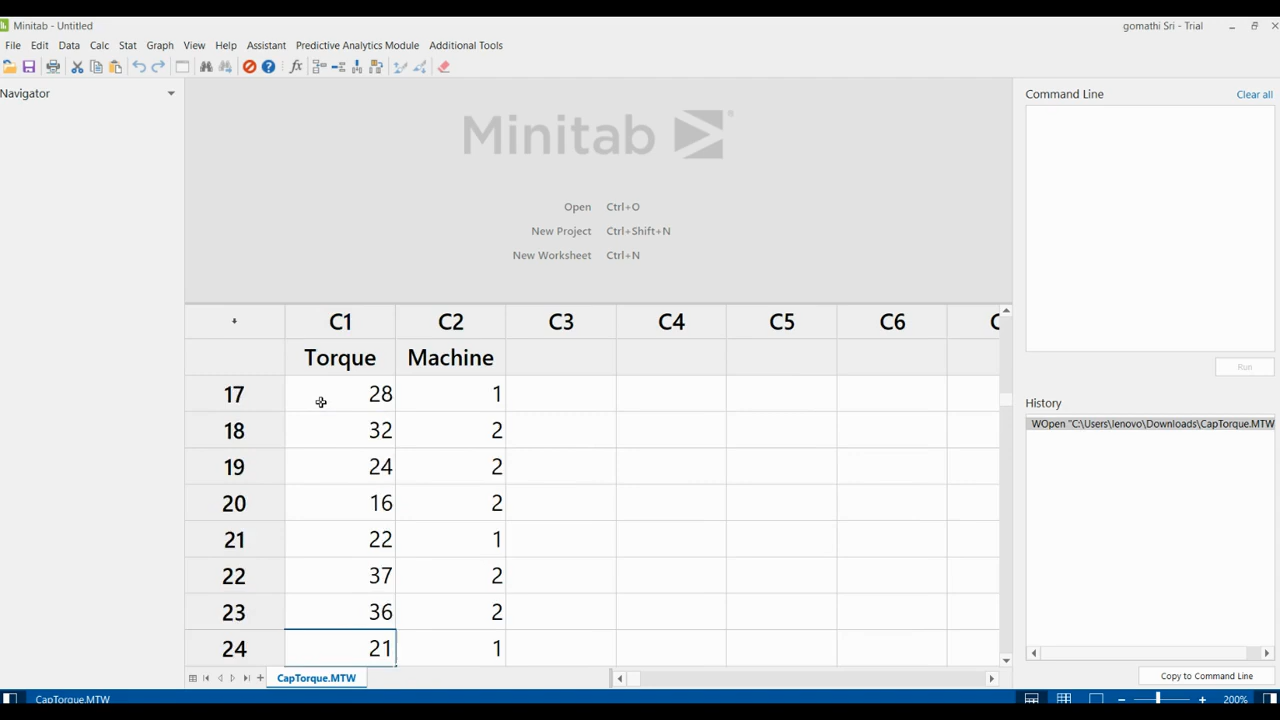 Minitab - Untitled
gomathi Sri - Trial
File Edit Data Calc Stat Graph View Help Assistant Predictive Analytics Module Additional Tools
Navigator
Minitab
Open Ctrl+O
New Project Ctrl+Shift+N
New Worksheet Ctrl+N
Command Line
Clear all
Run
History
WOpen "C:\Users\lenovo\Downloads\CapTorque.MTW
C1 C2 C3 C4 C5 C6
Torque Machine
17 28 1
18 32 2
19 24 2
20 16 2
21 22 1
22 37 2
23 36 2
24 21 1
CapTorque.MTW
Copy to Command Line
CapTorque.MTW
200%